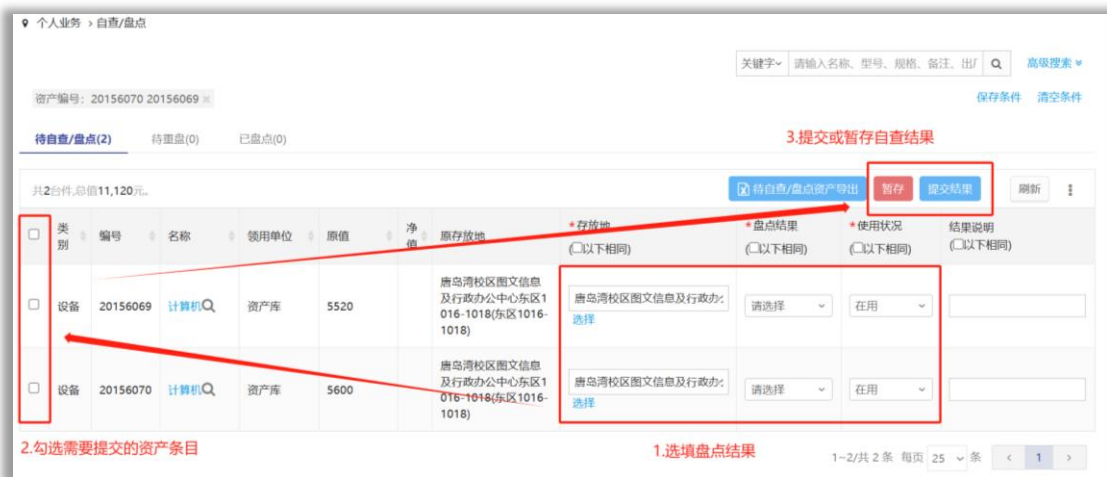 个人业务 > 自查/盘点
关键字 请输入名称、型号、规格、备注、出厂 高级搜索
资产编号：20156070 20156069 ×
保存条件 清空条件
待自查/盘点(2) 待重盘(0) 已盘点(0)
3.提交或暂存自查结果
共2台件,总值11,120元。 待自查/盘点资产导出 暂存 提交结果 刷新
类别 编号 名称 领用单位 原值 净值 原存放地 *存放地 (以下相同) *盘点结果 (以下相同) *使用状况 (以下相同) 结果说明 (以下相同)
设备 20156069 计算机 资产库 5520
唐岛湾校区图文信息
及行政办公中心东区1
016-1018(东区1016-
1018)
唐岛湾校区图文信息及行政办公
选择
请选择 在用
设备 20156070 计算机 资产库 5600
唐岛湾校区图文信息
及行政办公中心东区1
016-1018(东区1016-
1018)
唐岛湾校区图文信息及行政办公
选择
请选择 在用
2.勾选需要提交的资产条目
1.选填盘点结果
1~2/共 2 条 每页 25 条 < 1 >